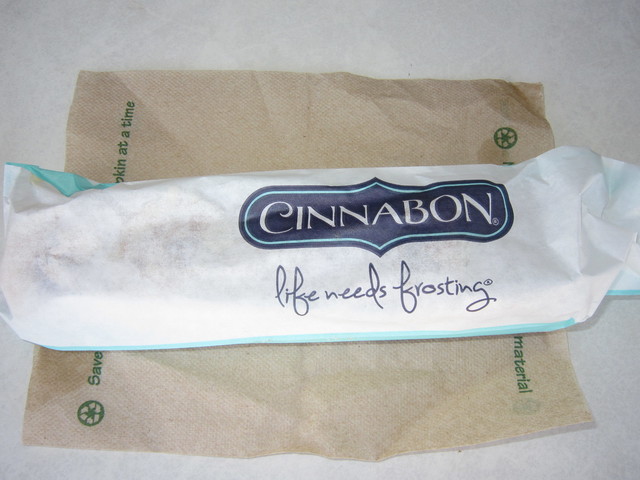 CINNABON®
life needs frosting®
pkin at a time
Save
material